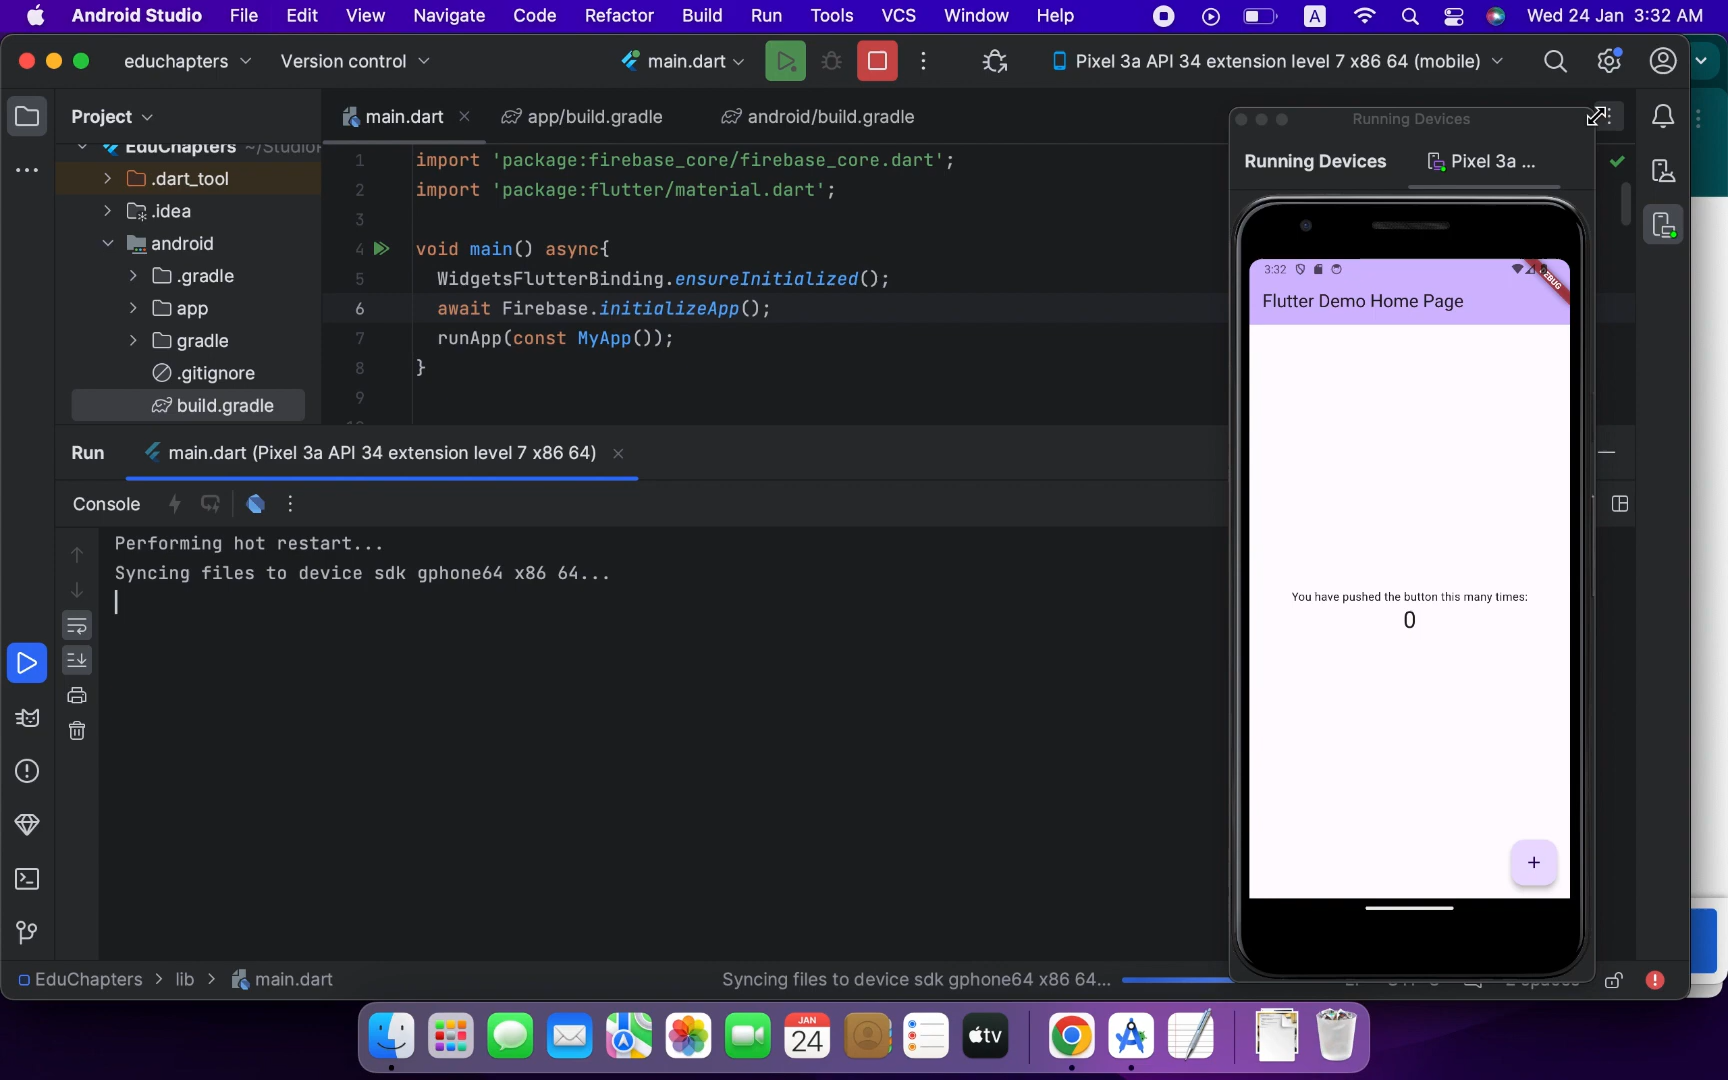 Android Studio File Edit View Navigate Code Refactor Build Run Tools VCS Window Help A Wed 24 Jan 3:32 AM
educhapters Version control main.dart Pixel 3a API 34 extension level 7 x86 64 (mobile)
Project main.dart app/build.gradle android/build.gradle
EduChapters
.dart_tool
.idea
android
.gradle
app
gradle
.gitignore
build.gradle
1 import 'package:firebase_core/firebase_core.dart';
2 import 'package:flutter/material.dart';
3
4 void main() async{
5 WidgetsFlutterBinding.ensureInitialized();
6 await Firebase.initializeApp();
7 runApp(const MyApp());
8 }
9
Run main.dart (Pixel 3a API 34 extension level 7 x86 64)
Console
Performing hot restart...
Syncing files to device sdk gphone64 x86 64...
Running Devices
Running Devices Pixel 3a ...
3:32
Flutter Demo Home Page
You have pushed the button this many times:
0
+
EduChapters > lib > main.dart Syncing files to device sdk gphone64 x86 64...
JAN
24
tv